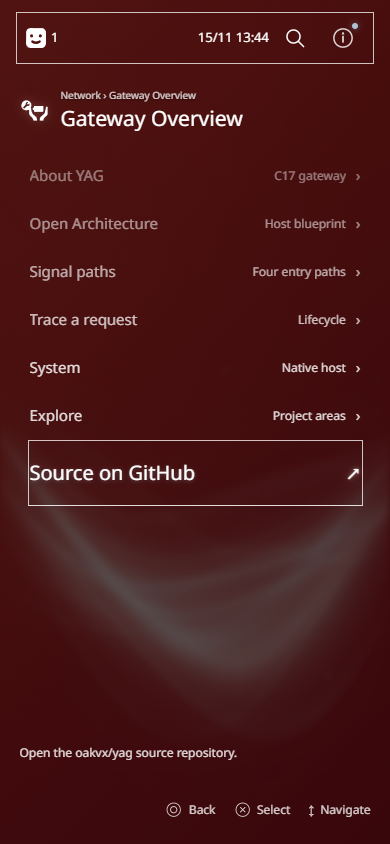 1
15/11 13:44
Network › Gateway Overview
Gateway Overview
About YAG C17 gateway ›
Open Architecture Host blueprint ›
Signal paths Four entry paths ›
Trace a request Lifecycle ›
System Native host ›
Explore Project areas ›
Source on GitHub ↗
Open the oakvx/yag source repository.
Back Select Navigate